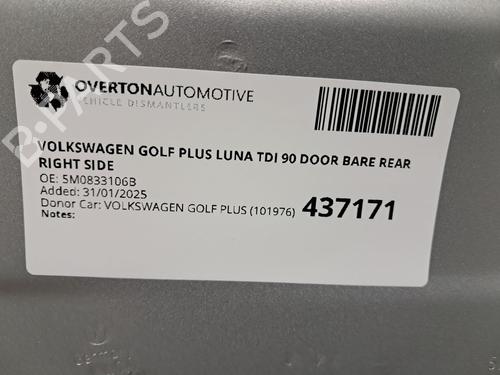 OVERTONAUTOMOTIVE
VEHICLE DISMANTLERS
VOLKSWAGEN GOLF PLUS LUNA TDI 90 DOOR BARE REAR
RIGHT SIDE
OE: 5M0833106B
Added: 31/01/2025
Donor Car: VOLKSWAGEN GOLF PLUS (101976)
437171
Notes:
B-PARTS